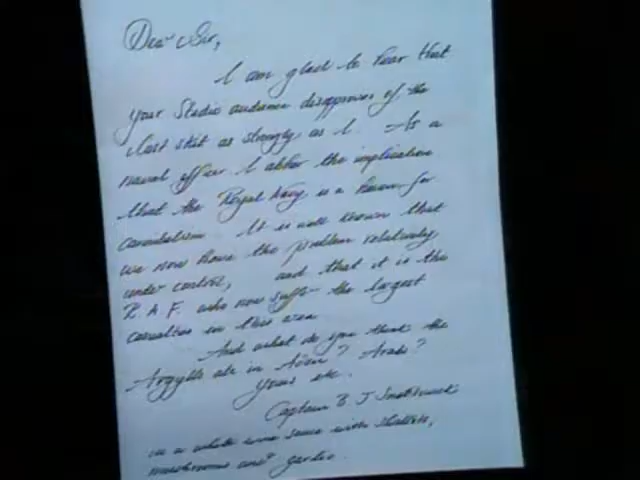 Dear Sir,
I am glad to hear that
your Studio audience disapproves of the
last skit as strongly as I. As a
naval officer I abhor the implication
that the Royal Navy is a haven for
cannibalism. It is well known that
we now have the problem relatively
under control, and that it is the
R.A.F. who now suffer the largest
casualties in this area
And what do you think the
Argylls ate in Aden? Arabs?
Yours etc.
Captain B. J. Smethwick
in a white wine sauce with shallots,
mushrooms and garlic.